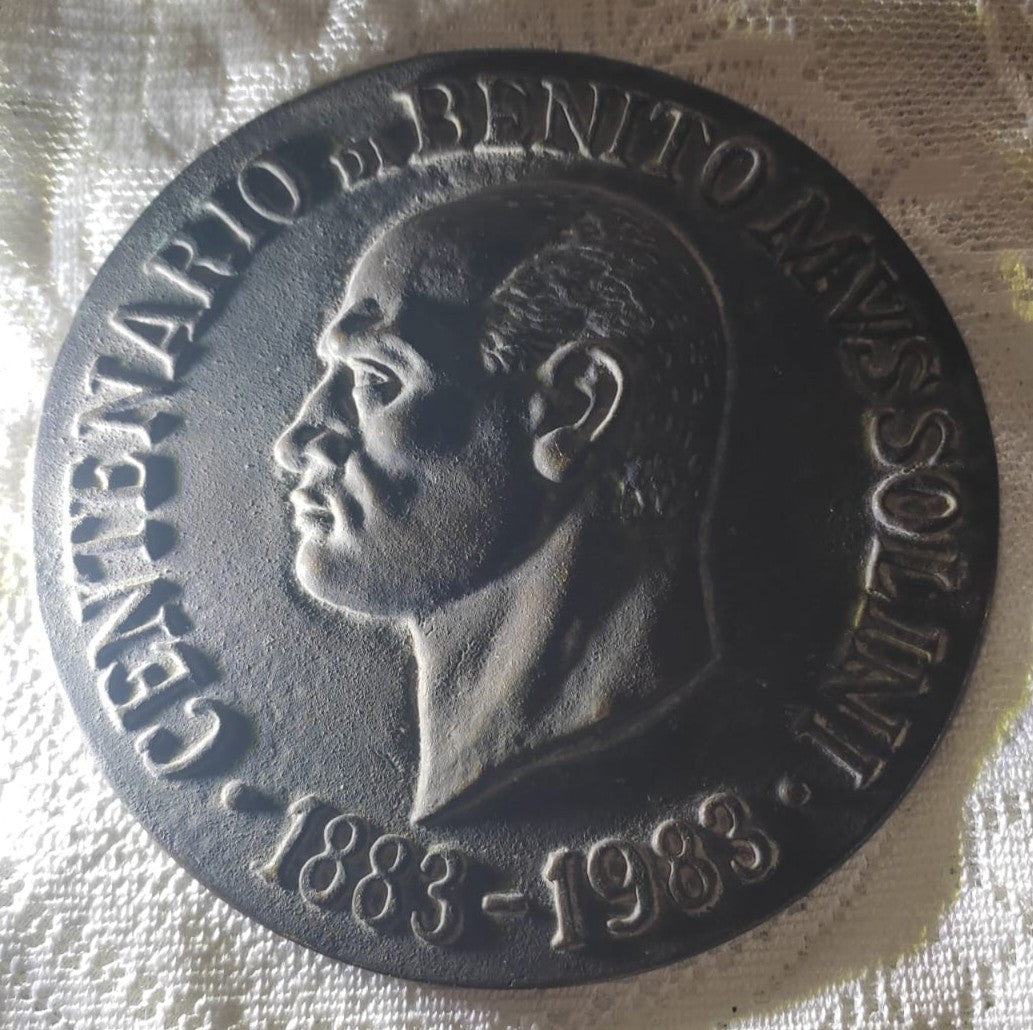 CENTENARIO DI BENITO MVSSOLINI
· 1883-1983 ·